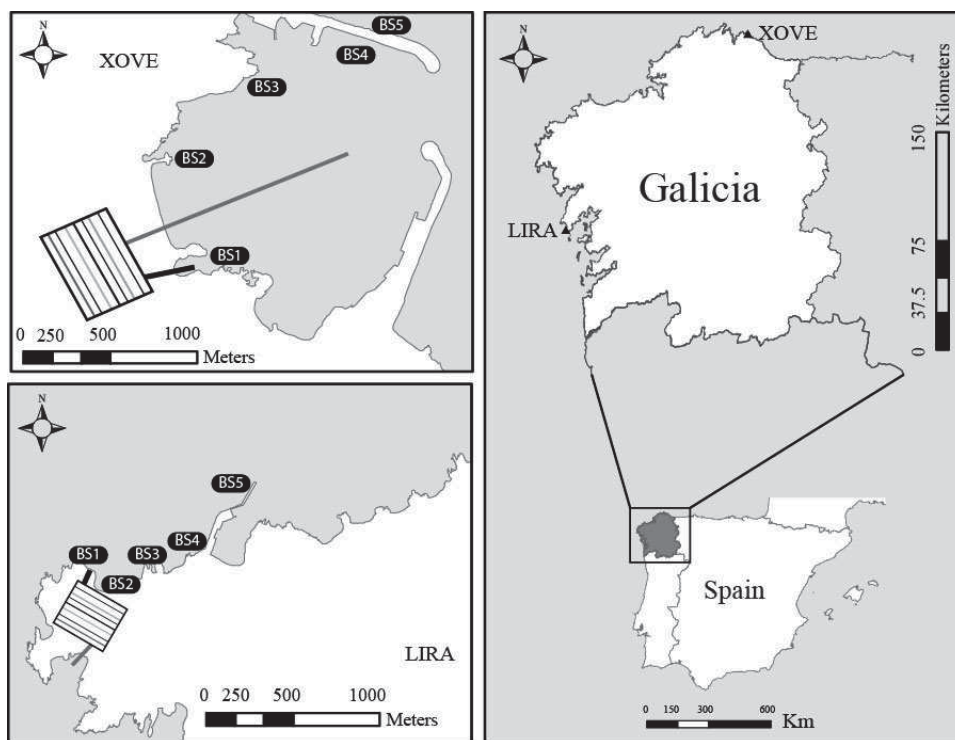 N
XOVE
BS5
BS4
BS3
BS2
BS1
0 250 500 1000
Meters
N
BS5
BS4
BS3
BS1
BS2
LIRA
0 250 500 1000
Meters
N
XOVE
Galicia
LIRA
0 37.5 75 150
Kilometers
Spain
0 150 300 600
Km